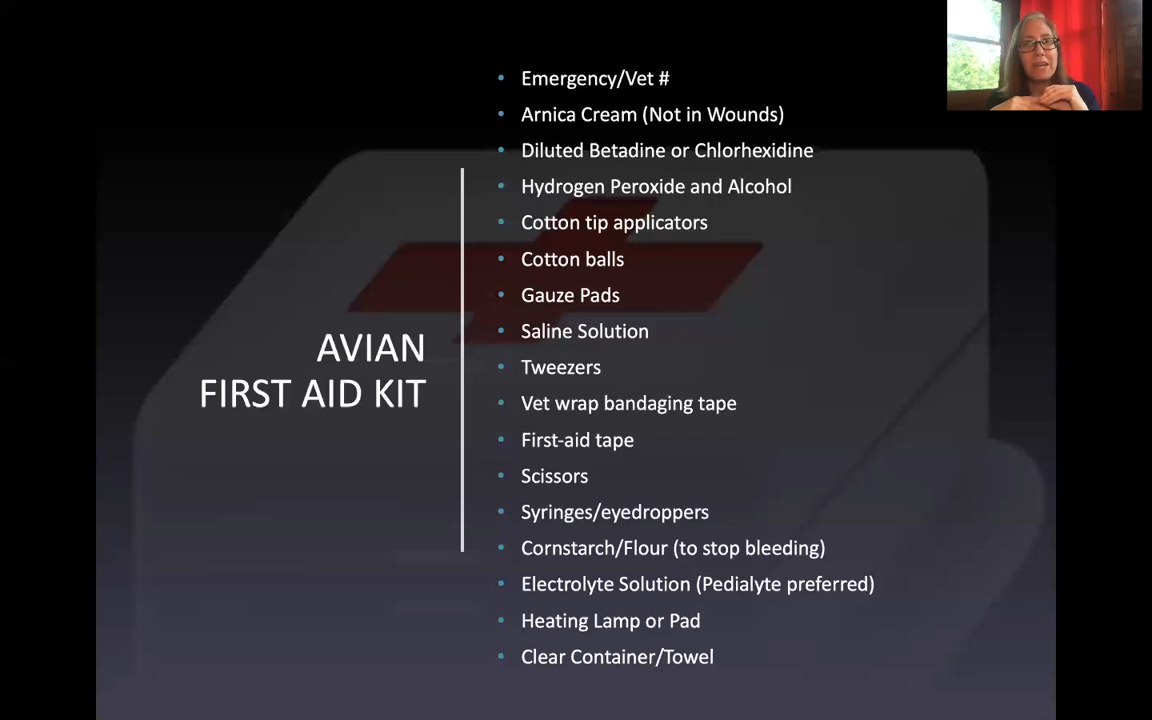 AVIAN
FIRST AID KIT
Emergency/Vet #
Arnica Cream (Not in Wounds)
Diluted Betadine or Chlorhexidine
Hydrogen Peroxide and Alcohol
Cotton tip applicators
Cotton balls
Gauze Pads
Saline Solution
Tweezers
Vet wrap bandaging tape
First-aid tape
Scissors
Syringes/eyedroppers
Cornstarch/Flour (to stop bleeding)
Electrolyte Solution (Pedialyte preferred)
Heating Lamp or Pad
Clear Container/Towel